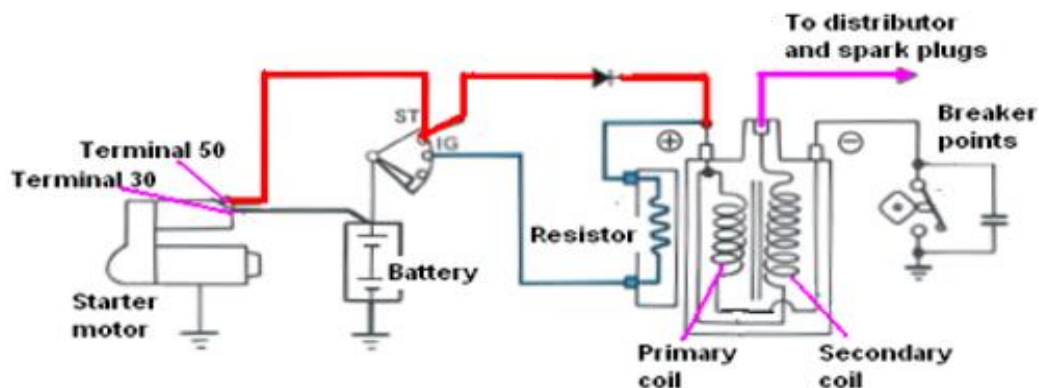 To distributor
and spark plugs
Breaker
points
ST
IG
Terminal 50
Terminal 30
+
−
Resistor
Battery
Starter
motor
Primary
coil
Secondary
coil